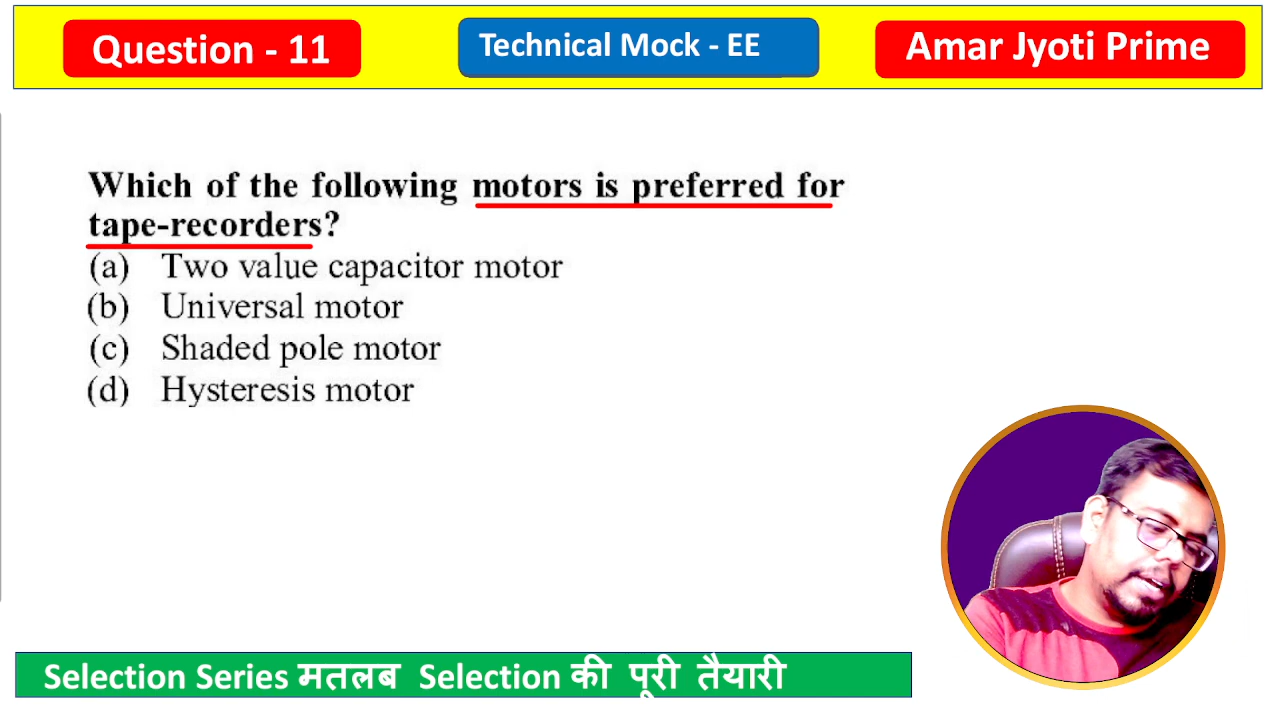 Question - 11
Technical Mock - EE
Amar Jyoti Prime
Which of the following motors is preferred for
tape-recorders?
(a) Two value capacitor motor
(b) Universal motor
(c) Shaded pole motor
(d) Hysteresis motor
Selection Series मतलब Selection की पूरी तैयारी